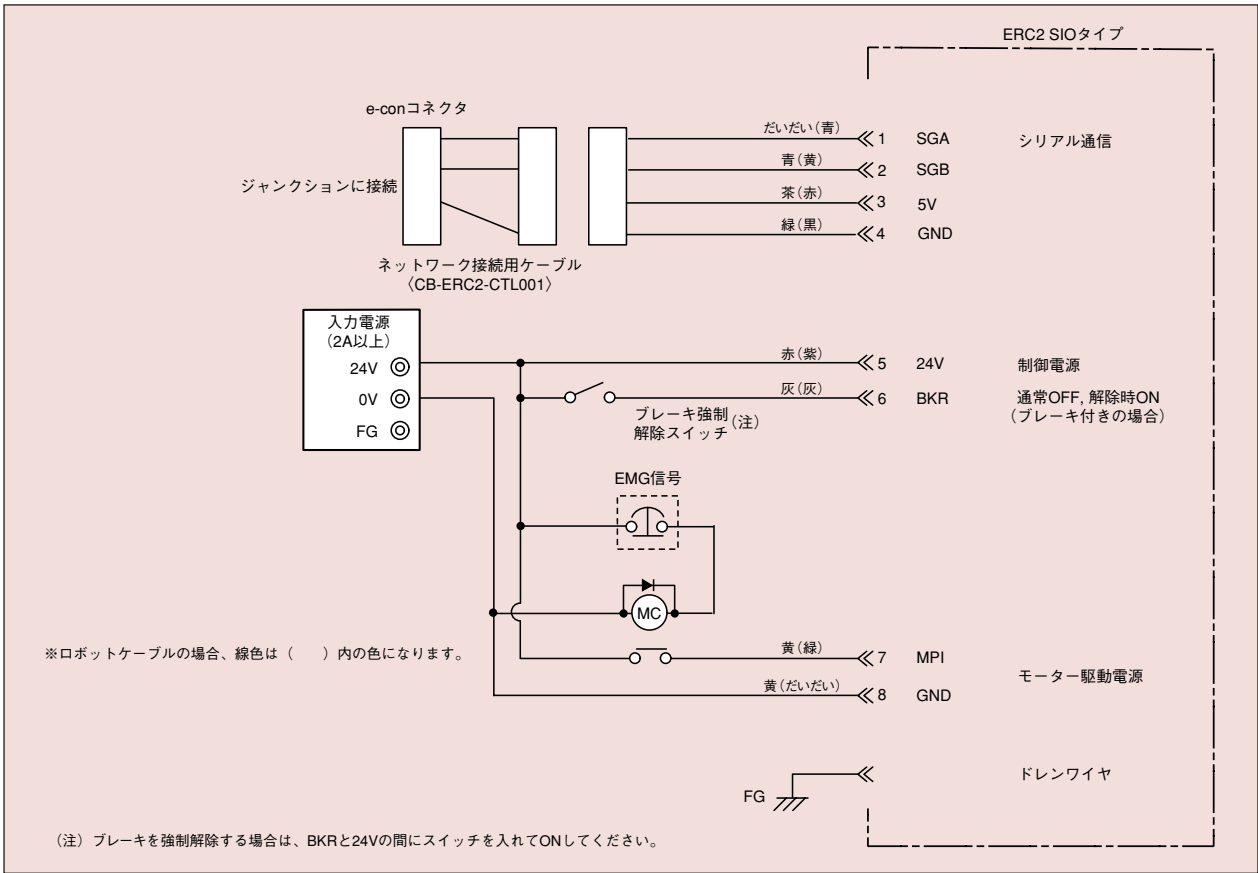 ERC2 SIOタイプ
e-conコネクタ
ジャンクションに接続
ネットワーク接続用ケーブル
〈CB-ERC2-CTL001〉
だいだい(青)
1
SGA
シリアル通信
青(黄)
2
SGB
茶(赤)
3
5V
緑(黒)
4
GND
入力電源
(2A以上)
24V
0V
FG
赤(紫)
5
24V
制御電源
灰(灰)
6
BKR
通常OFF, 解除時ON
(ブレーキ付きの場合)
ブレーキ強制
解除スイッチ
(注)
EMG信号
MC
※ロボットケーブルの場合、線色は(  )内の色になります。
黄(緑)
7
MPI
モーター駆動電源
黄(だいだい)
8
GND
FG
ドレンワイヤ
(注)ブレーキを強制解除する場合は、BKRと24Vの間にスイッチを入れてONしてください。